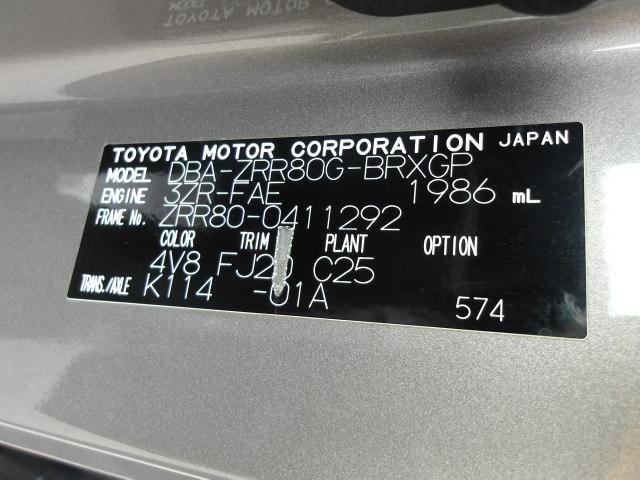 TOYOTA MOTOR CORPORATION JAPAN
MODEL DBA-ZRR80G-BRXGP
ENGINE 3ZR-FAE 1986 mL
FRAME No. ZRR80-0411292
COLOR TRIM PLANT OPTION
4V8 FJ20 C25
TRANS./AXLE K114 -01A
574